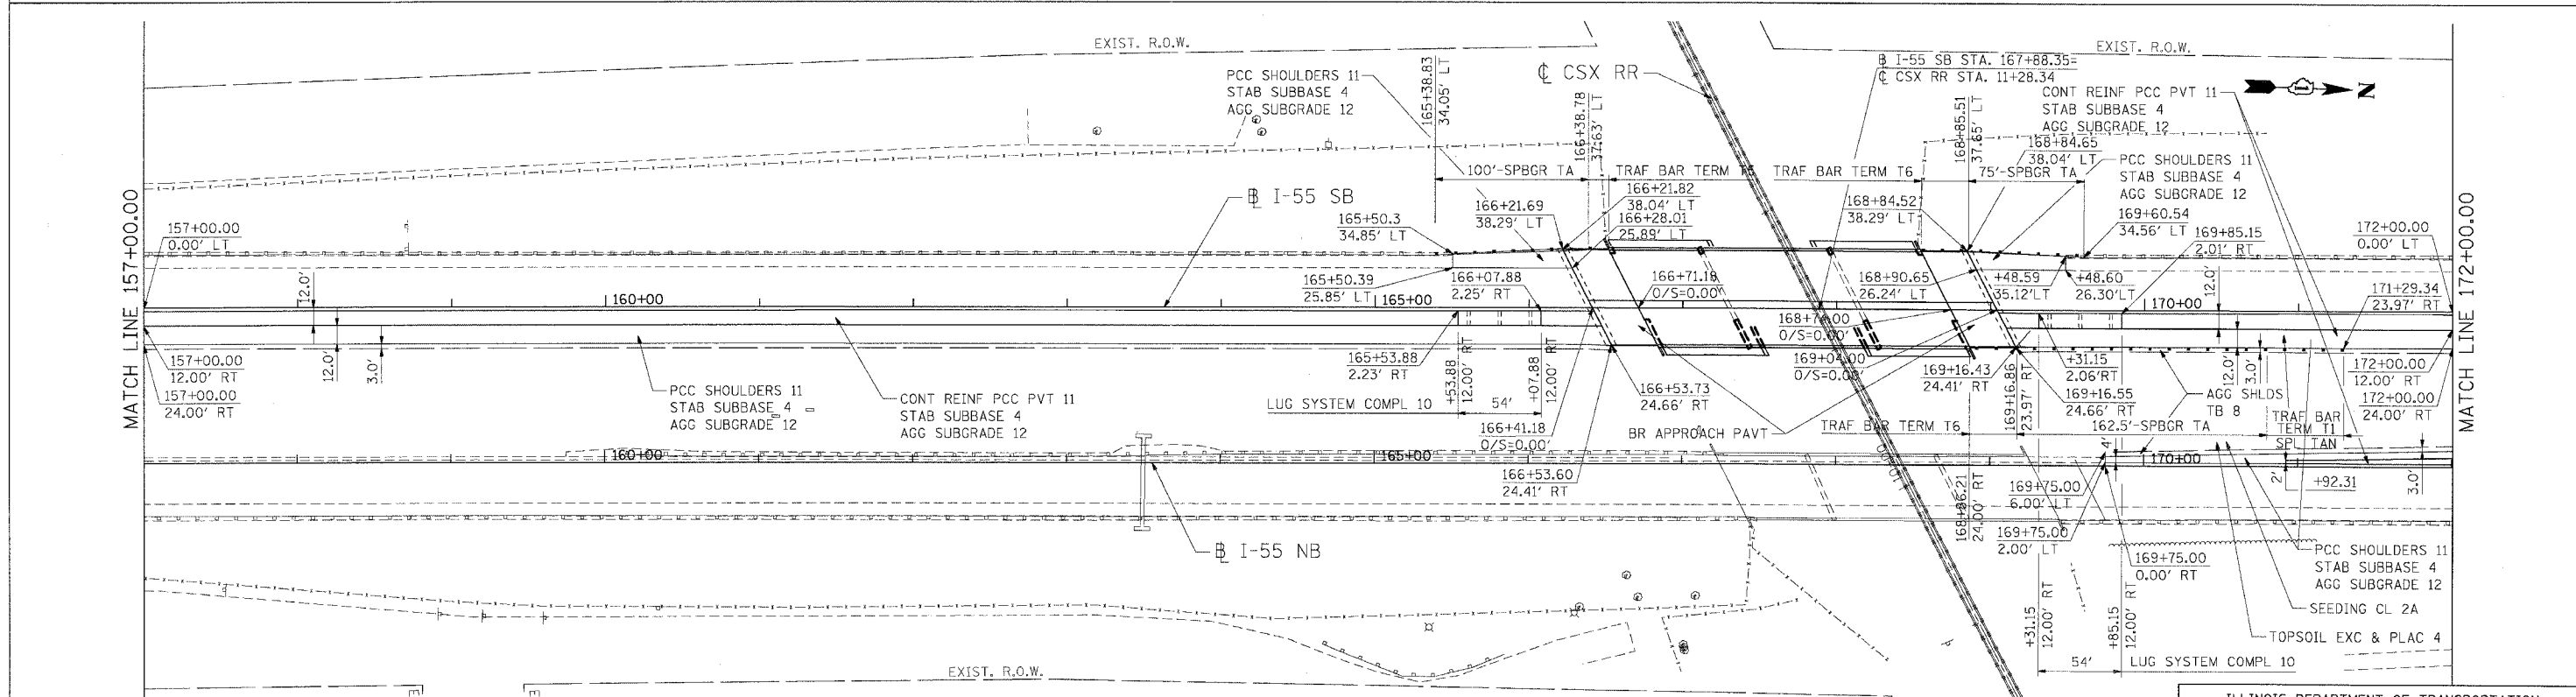 EXIST. R.O.W.
EXIST. R.O.W.
PCC SHOULDERS 11
STAB SUBBASE 4
AGG SUBGRADE 12
165+38.83
34.05' LT
℄ CSX RR
166+38.78
37.63' LT
B I-55 SB STA. 167+88.35=
℄ CSX RR STA. 11+28.34
168+85.51
37.65' LT
CONT REINF PCC PVT 11
STAB SUBBASE 4
AGG SUBGRADE 12
N
168+84.65
38.04' LT
PCC SHOULDERS 11
STAB SUBBASE 4
AGG SUBGRADE 12
100'-SPBGR TA
TRAF BAR TERM
TRAF BAR TERM T6
75'-SPBGR TA
MATCH LINE 157+00.00
157+00.00
0.00' LT
B I-55 SB
165+50.3
34.85' LT
166+21.69
38.29' LT
166+21.82
38.04' LT
166+28.01
25.89' LT
168+84.52
38.29' LT
169+60.54
34.56' LT
169+85.15
2.01' RT
172+00.00
0.00' LT
MATCH LINE 172+00.00
12.0'
165+50.39
25.85' LT
166+07.88
2.25' RT
166+71.18
O/S=0.00'
168+90.65
26.24' LT
+48.59
35.12' LT
+48.60
26.30' LT
12.0'
171+29.34
23.97' RT
160+00
165+00
170+00
168+74.00
O/S=0.00'
157+00.00
12.00' RT
157+00.00
24.00' RT
12.0'
3.0'
PCC SHOULDERS 11
STAB SUBBASE 4
AGG SUBGRADE 12
CONT REINF PCC PVT 11
STAB SUBBASE 4
AGG SUBGRADE 12
165+53.88
2.23' RT
+53.88
12.00' RT
+07.88
12.00' RT
LUG SYSTEM COMPL 10
54'
166+53.73
24.66' RT
166+41.18
O/S=0.00'
166+53.60
24.41' RT
BR APPROACH PAVT
169+04.00
O/S=0.00'
169+16.43
24.41' RT
169+16.86
23.97' RT
+31.15
2.06' RT
169+16.55
24.66' RT
12.0'
3.0'
AGG SHLDS
TB 8
172+00.00
12.00' RT
172+00.00
24.00' RT
TRAF BAR TERM T6
162.5'-SPBGR TA
TRAF BAR
TERM T1
SPL TAN
160+00
165+00
10+00
170+00
4'
2'
+92.31
3.0'
168+86.21
24.00' RT
169+75.00
6.00' LT
169+75.00
2.00' LT
169+75.00
0.00' RT
B I-55 NB
PCC SHOULDERS 11
STAB SUBBASE 4
AGG SUBGRADE 12
SEEDING CL 2A
TOPSOIL EXC & PLAC 4
+31.15
12.00' RT
+85.15
12.00' RT
54'
LUG SYSTEM COMPL 10
EXIST. R.O.W.
ILLINOIS DEPARTMENT OF TRANSPORTATION